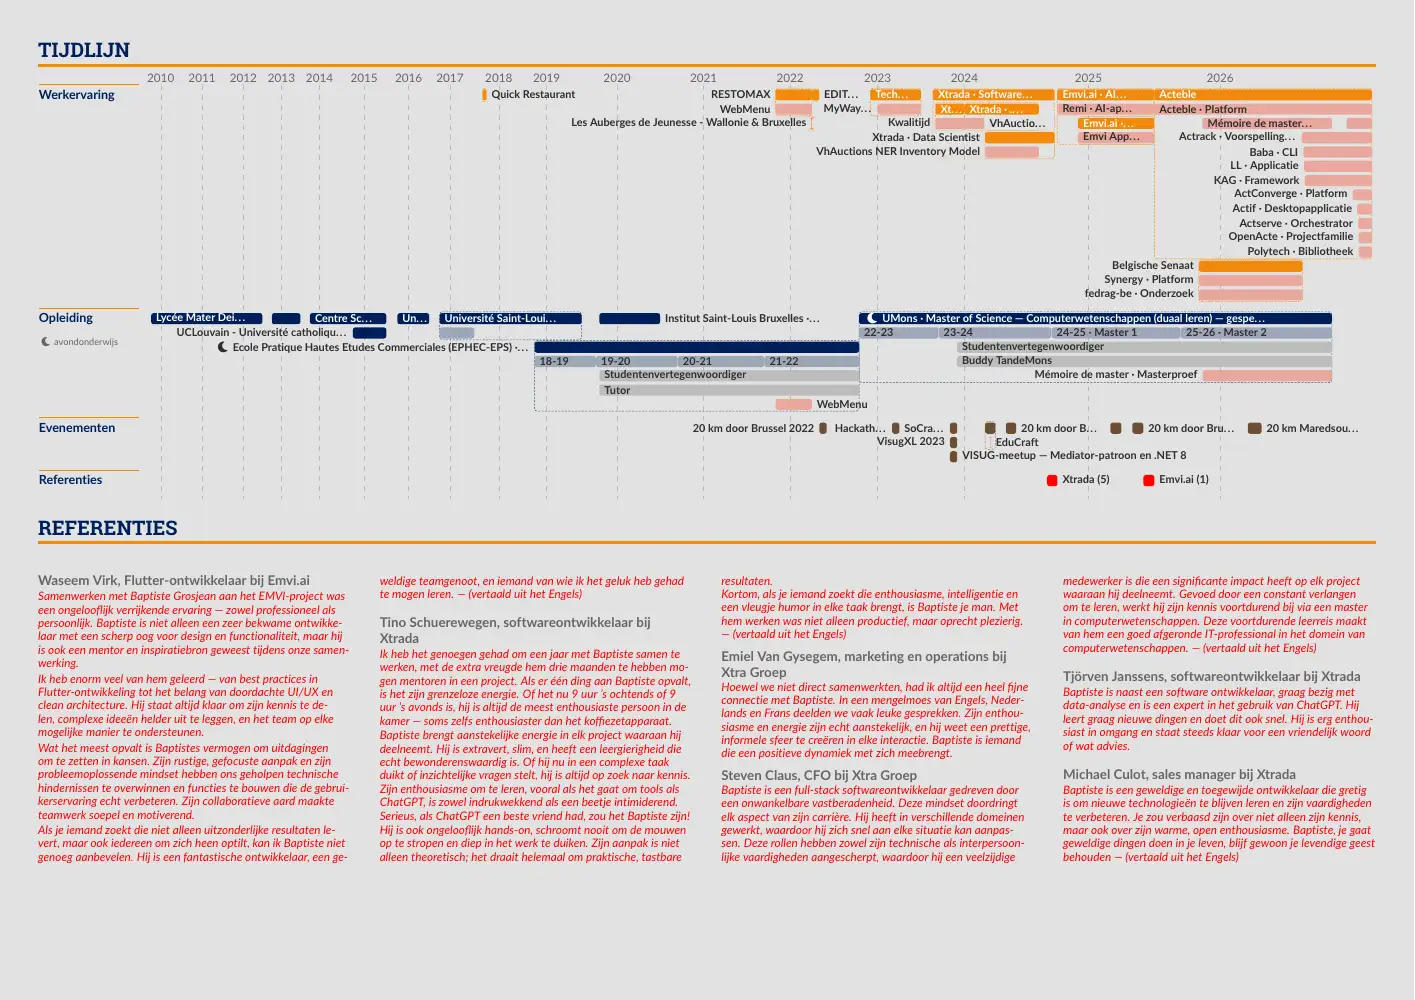 TIJDLIJN
2010 2011 2012 2013 2014 2015 2016 2017 2018 2019 2020 2021 2022 2023 2024 2025 2026
Werkervaring
Quick Restaurant RESTOMAX EDIT… Tech… Xtrada · Software… Emvi.ai · AI… Acteble
WebMenu MyWay… Xt… Xtrada · … Remi · AI-ap… Acteble · Platform
Les Auberges de Jeunesse - Wallonie & Bruxelles Kwalitijd VhAuctio… Emvi.ai · … Mémoire de master…
Xtrada · Data Scientist Emvi App… Actrack · Voorspelling…
VhAuctions NER Inventory Model Baba · CLI
LL · Applicatie
KAG · Framework
ActConverge · Platform
Actif · Desktopapplicatie
Actserve · Orchestrator
OpenActe · Projectfamilie
Polytech · Bibliotheek
Belgische Senaat
Synergy · Platform
fedrag-be · Onderzoek
Opleiding
Lycée Mater Dei… Centre Sc… Un… Université Saint-Loui… Institut Saint-Louis Bruxelles ·… UMons · Master of Science — Computerwetenschappen (duaal leren) — gespe…
UCLouvain - Université catholiqu… 22-23 23-24 24-25 · Master 1 25-26 · Master 2
avondonderwijs
Ecole Pratique Hautes Etudes Commerciales (EPHEC-EPS) ·… Studentenvertegenwoordiger
18-19 19-20 20-21 21-22 Buddy TandeMons
Studentenvertegenwoordiger Mémoire de master · Masterproef
Tutor
WebMenu
Evenementen
20 km door Brussel 2022 Hackath… SoCra… 20 km door B… 20 km door Bru… 20 km Maredsou…
VisugXL 2023 EduCraft
VISUG-meetup — Mediator-patroon en .NET 8
Referenties
Xtrada (5) Emvi.ai (1)
REFERENTIES
Waseem Virk, Flutter-ontwikkelaar bij Emvi.ai
Samenwerken met Baptiste Grosjean aan het EMVI-project was
een ongelooflijk verrijkende ervaring — zowel professioneel als
persoonlijk. Baptiste is niet alleen een zeer bekwame ontwikke-
laar met een scherp oog voor design en functionaliteit, maar hij
is ook een mentor en inspiratiebron geweest tijdens onze samen-
werking.
Ik heb enorm veel van hem geleerd — van best practices in
Flutter-ontwikkeling tot het belang van doordachte UI/UX en
clean architecture. Hij staat altijd klaar om zijn kennis te de-
len, complexe ideeën helder uit te leggen, en het team op elke
mogelijke manier te ondersteunen.
Wat het meest opvalt is Baptistes vermogen om uitdagingen
om te zetten in kansen. Zijn rustige, gefocuste aanpak en zijn
probleemoplossende mindset hebben ons geholpen technische
hindernissen te overwinnen en functies te bouwen die de gebrui-
kerservaring echt verbeteren. Zijn collaboratieve aard maakte
teamwerk soepel en motiverend.
Als je iemand zoekt die niet alleen uitzonderlijke resultaten le-
vert, maar ook iedereen om zich heen optilt, kan ik Baptiste niet
genoeg aanbevelen. Hij is een fantastische ontwikkelaar, een ge-
weldige teamgenoot, en iemand van wie ik het geluk heb gehad
te mogen leren. — (vertaald uit het Engels)
Tino Schuerewegen, softwareontwikkelaar bij
Xtrada
Ik heb het genoegen gehad om een jaar met Baptiste samen te
werken, met de extra vreugde hem drie maanden te hebben mo-
gen mentoren in een project. Als er één ding aan Baptiste opvalt,
is het zijn grenzeloze energie. Of het nu 9 uur 's ochtends of 9
uur 's avonds is, hij is altijd de meest enthousiaste persoon in de
kamer — soms zelfs enthousiaster dan het koffiezetapparaat.
Baptiste brengt aanstekelijke energie in elk project waaraan hij
deelneemt. Hij is extravert, slim, en heeft een leergierigheid die
echt bewonderenswaardig is. Of hij nu in een complexe taak
duikt of inzichtelijke vragen stelt, hij is altijd op zoek naar kennis.
Zijn enthousiasme om te leren, vooral als het gaat om tools als
ChatGPT, is zowel indrukwekkend als een beetje intimiderend.
Serieus, als ChatGPT een beste vriend had, zou het Baptiste zijn!
Hij is ook ongelooflijk hands-on, schroomt nooit om de mouwen
op te stropen en diep in het werk te duiken. Zijn aanpak is niet
alleen theoretisch; het draait helemaal om praktische, tastbare
resultaten.
Kortom, als je iemand zoekt die enthousiasme, intelligentie en
een vleugje humor in elke taak brengt, is Baptiste je man. Met
hem werken was niet alleen productief, maar oprecht plezierig.
— (vertaald uit het Engels)
Emiel Van Gysegem, marketing en operations bij
Xtra Groep
Hoewel we niet direct samenwerkten, had ik altijd een heel fijne
connectie met Baptiste. In een mengelmoes van Engels, Neder-
lands en Frans deelden we vaak leuke gesprekken. Zijn enthou-
siasme en energie zijn echt aanstekelijk, en hij weet een prettige,
informele sfeer te creëren in elke interactie. Baptiste is iemand
die een positieve dynamiek met zich meebrengt.
Steven Claus, CFO bij Xtra Groep
Baptiste is een full-stack softwareontwikkelaar gedreven door
een onwankelbare vastberadenheid. Deze mindset doordringt
elk aspect van zijn carrière. Hij heeft in verschillende domeinen
gewerkt, waardoor hij zich snel aan elke situatie kan aanpas-
sen. Deze rollen hebben zowel zijn technische als interpersoon-
lijke vaardigheden aangescherpt, waardoor hij een veelzijdige
medewerker is die een significante impact heeft op elk project
waaraan hij deelneemt. Gevoed door een constant verlangen
om te leren, werkt hij zijn kennis voortdurend bij via een master
in computerwetenschappen. Deze voortdurende leerreis maakt
van hem een goed afgeronde IT-professional in het domein van
computerwetenschappen. — (vertaald uit het Engels)
Tjörven Janssens, softwareontwikkelaar bij Xtrada
Baptiste is naast een software ontwikkelaar, graag bezig met
data-analyse en is een expert in het gebruik van ChatGPT. Hij
leert graag nieuwe dingen en doet dit ook snel. Hij is erg enthou-
siast in omgang en staat steeds klaar voor een vriendelijk woord
of wat advies.
Michael Culot, sales manager bij Xtrada
Baptiste is een geweldige en toegewijde ontwikkelaar die gretig
is om nieuwe technologieën te blijven leren en zijn vaardigheden
te verbeteren. Je zou verbaasd zijn over niet alleen zijn kennis,
maar ook over zijn warme, open enthousiasme. Baptiste, je gaat
geweldige dingen doen in je leven, blijf gewoon je levendige geest
behouden — (vertaald uit het Engels)